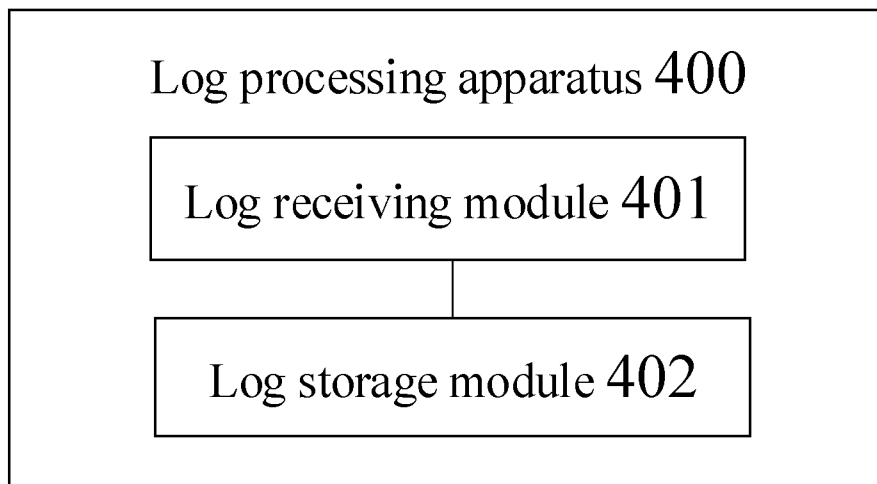 Log processing apparatus 400
Log receiving module 401
Log storage module 402